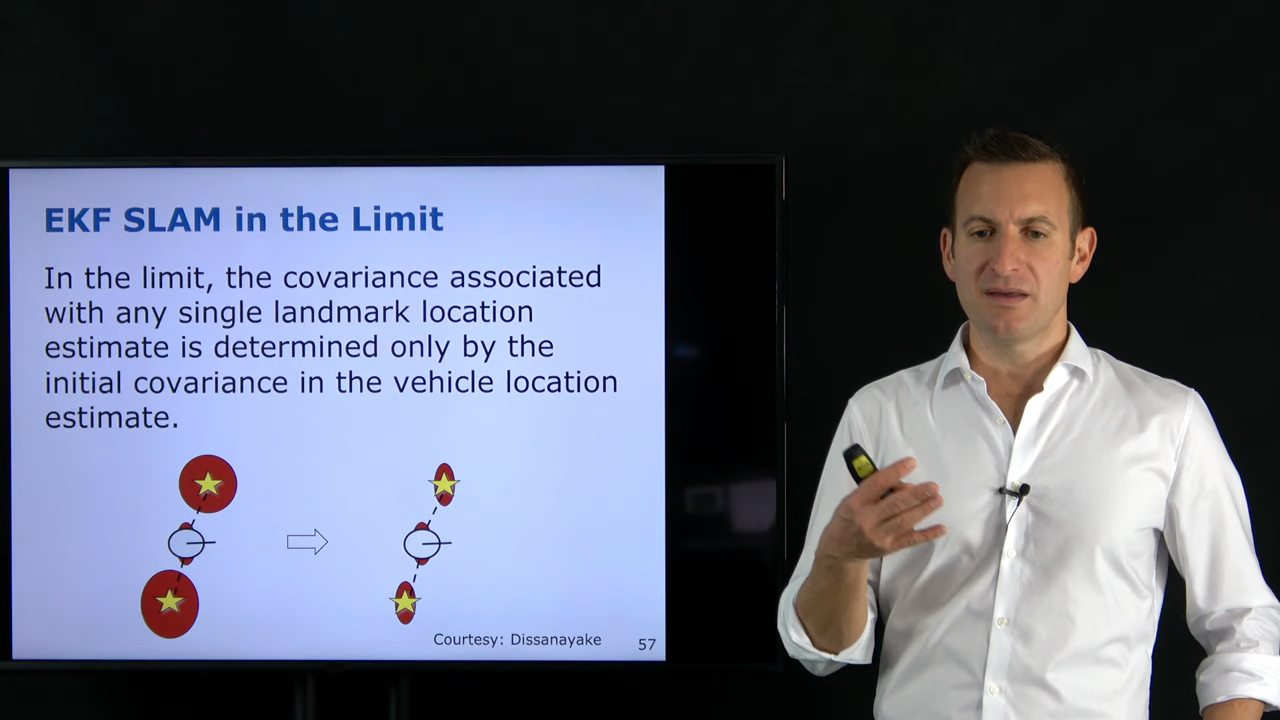 EKF SLAM in the Limit
In the limit, the covariance associated
with any single landmark location
estimate is determined only by the
initial covariance in the vehicle location
estimate.
Courtesy: Dissanayake
57